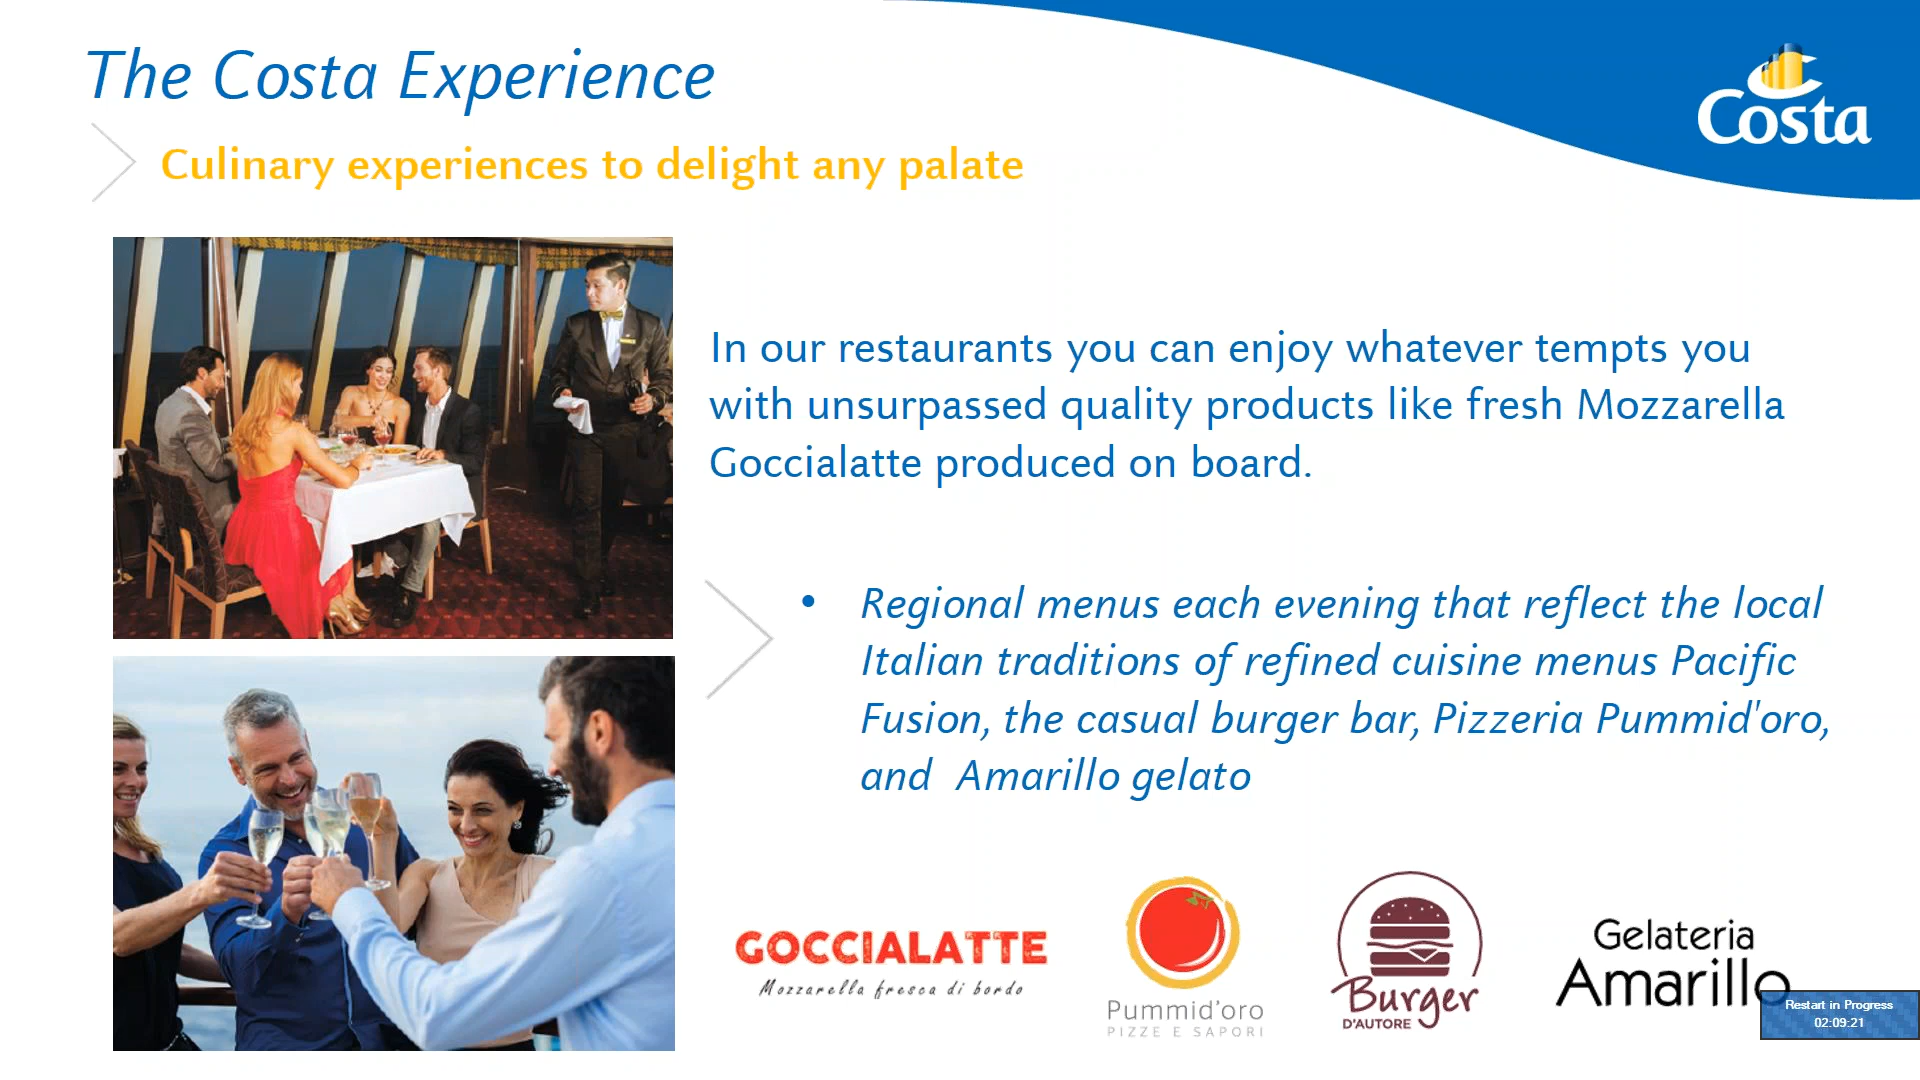 The Costa Experience
Costa
Culinary experiences to delight any palate
In our restaurants you can enjoy whatever tempts you
with unsurpassed quality products like fresh Mozzarella
Goccialatte produced on board.
• Regional menus each evening that reflect the local
Italian traditions of refined cuisine menus Pacific
Fusion, the casual burger bar, Pizzeria Pummid'oro,
and  Amarillo gelato
GOCCIALATTE
Mozzarella fresca di bordo
Pummid'oro
PIZZE E SAPORI
Burger
D'AUTORE
Gelateria
Amarillo
Restart in Progress
02:09:21